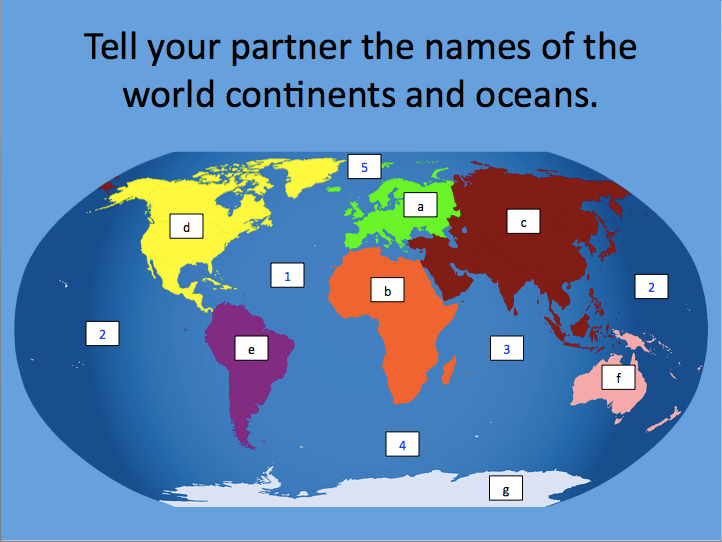 Tell your partner the names of the
world continents and oceans.
5
a
d
c
1
b
2
2
e
3
f
4
g